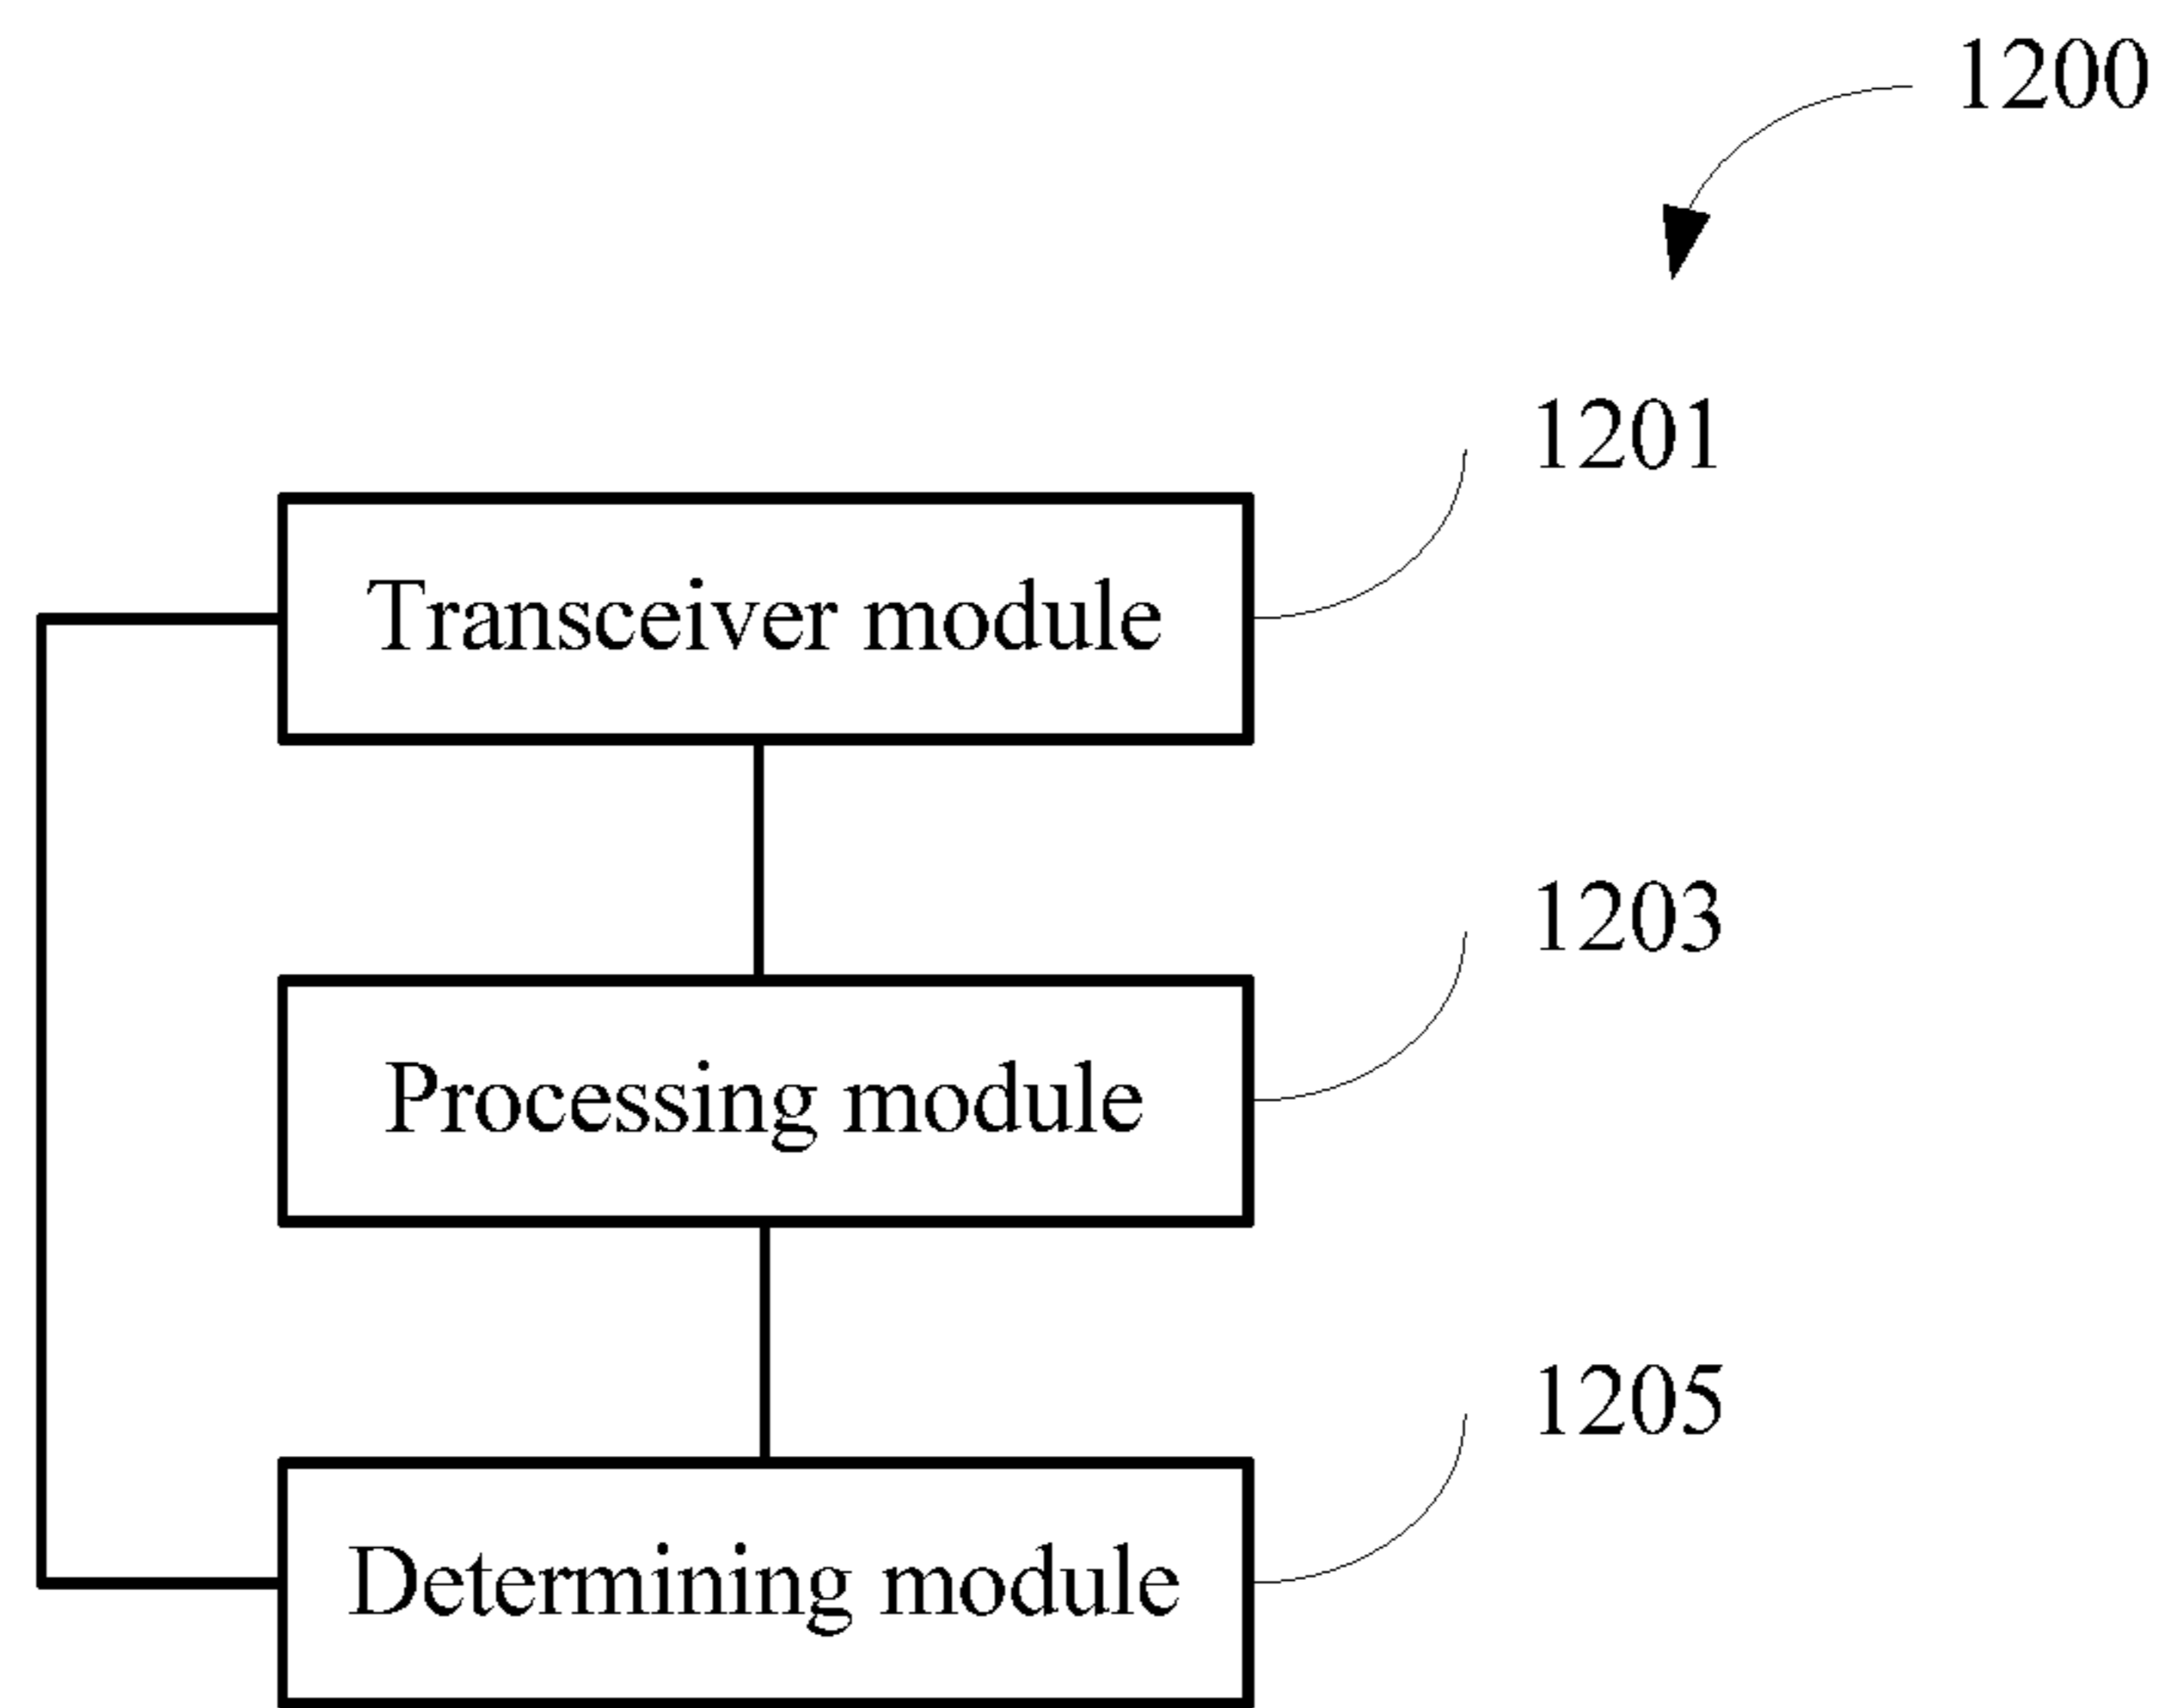 1200
1201
Transceiver module
1203
Processing module
1205
Determining module